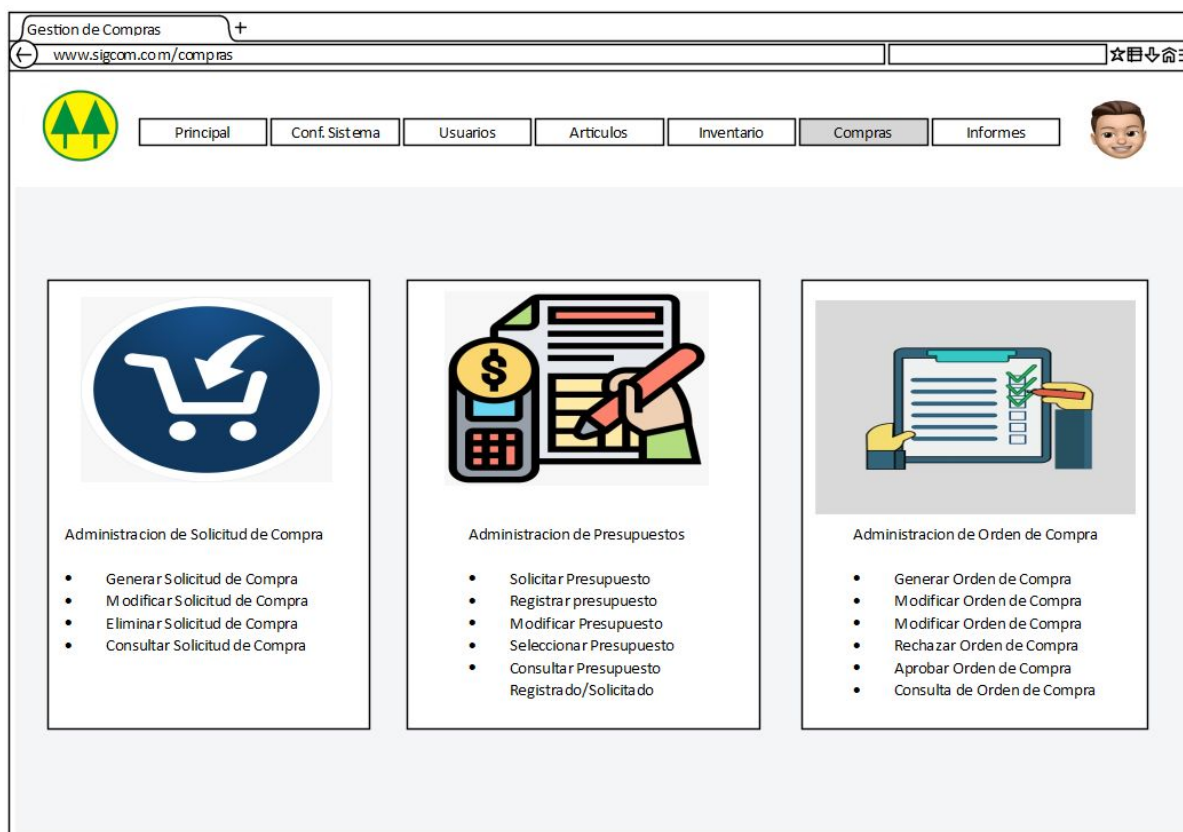 Gestion de Compras
+
www.sigcom.com/compras
Principal
Conf. Sistema
Usuarios
Articulos
Inventario
Compras
Informes
$
Administracion de Solicitud de Compra
• Generar Solicitud de Compra
• Modificar Solicitud de Compra
• Eliminar Solicitud de Compra
• Consultar Solicitud de Compra
Administracion de Presupuestos
• Solicitar Presupuesto
• Registrar presupuesto
• Modificar Presupuesto
• Seleccionar Presupuesto
• Consultar Presupuesto
Registrado/Solicitado
Administracion de Orden de Compra
• Generar Orden de Compra
• Modificar Orden de Compra
• Modificar Orden de Compra
• Rechazar Orden de Compra
• Aprobar Orden de Compra
• Consulta de Orden de Compra